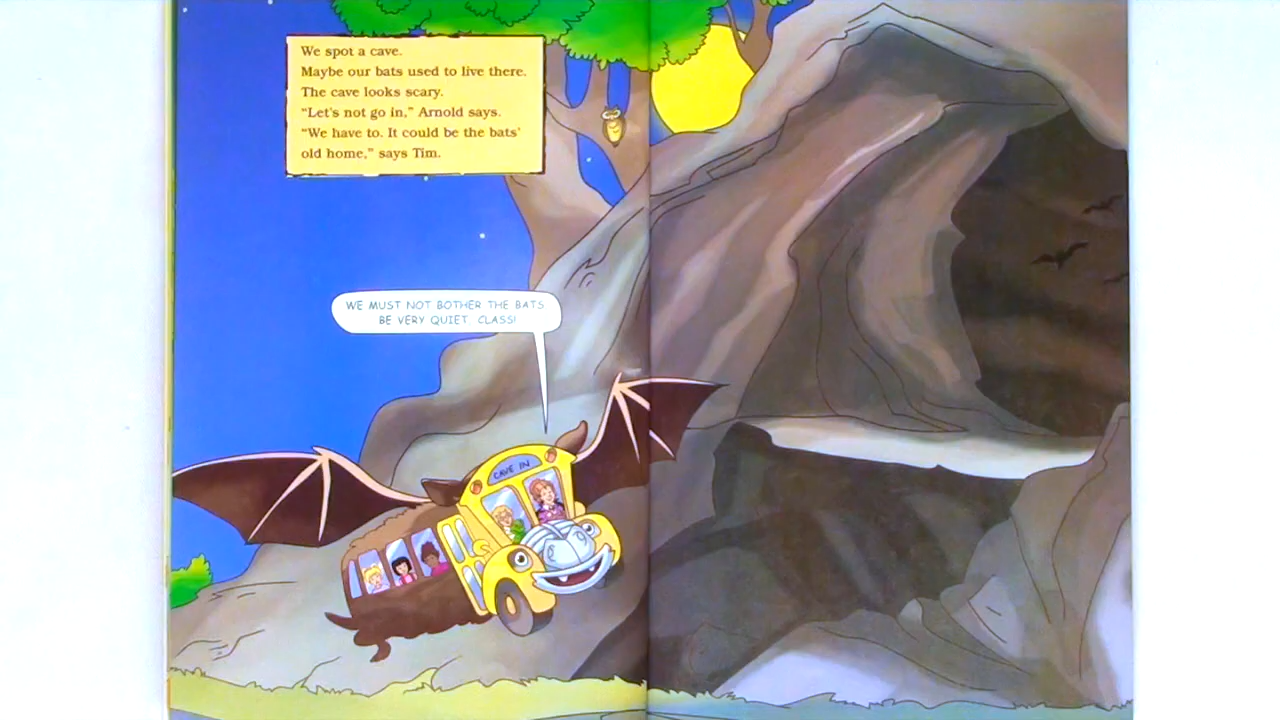 We spot a cave.
Maybe our bats used to live there.
The cave looks scary.
“Let’s not go in,” Arnold says.
“We have to. It could be the bats’
old home,” says Tim.
WE MUST NOT BOTHER THE BATS
BE VERY QUIET, CLASS!
CAVE IN